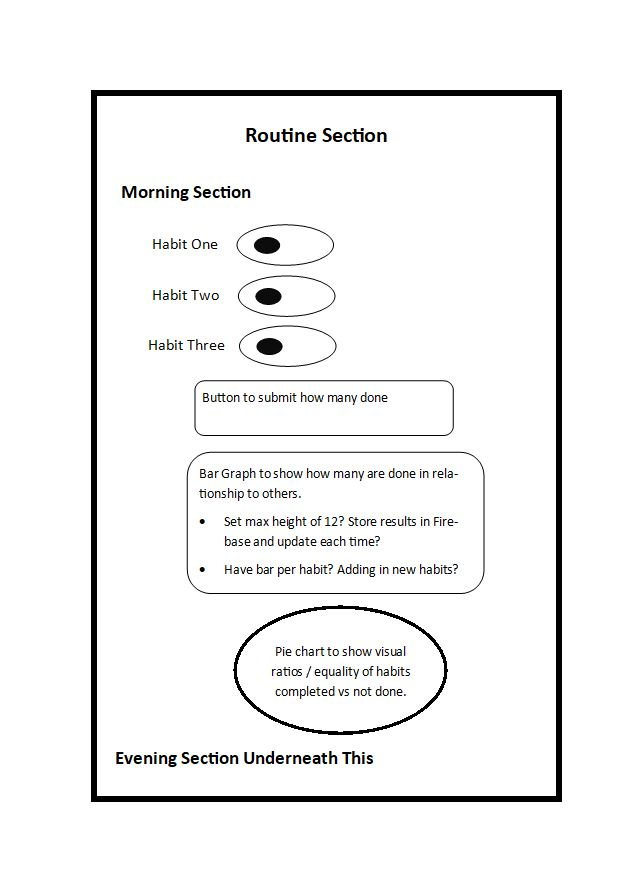 Routine Section
Morning Section
Habit One
Habit Two
Habit Three
Button to submit how many done
Bar Graph to show how many are done in rela-
tionship to others.
• Set max height of 12? Store results in Fire-
base and update each time?
• Have bar per habit? Adding in new habits?
Pie chart to show visual
ratios / equality of habits
completed vs not done.
Evening Section Underneath This